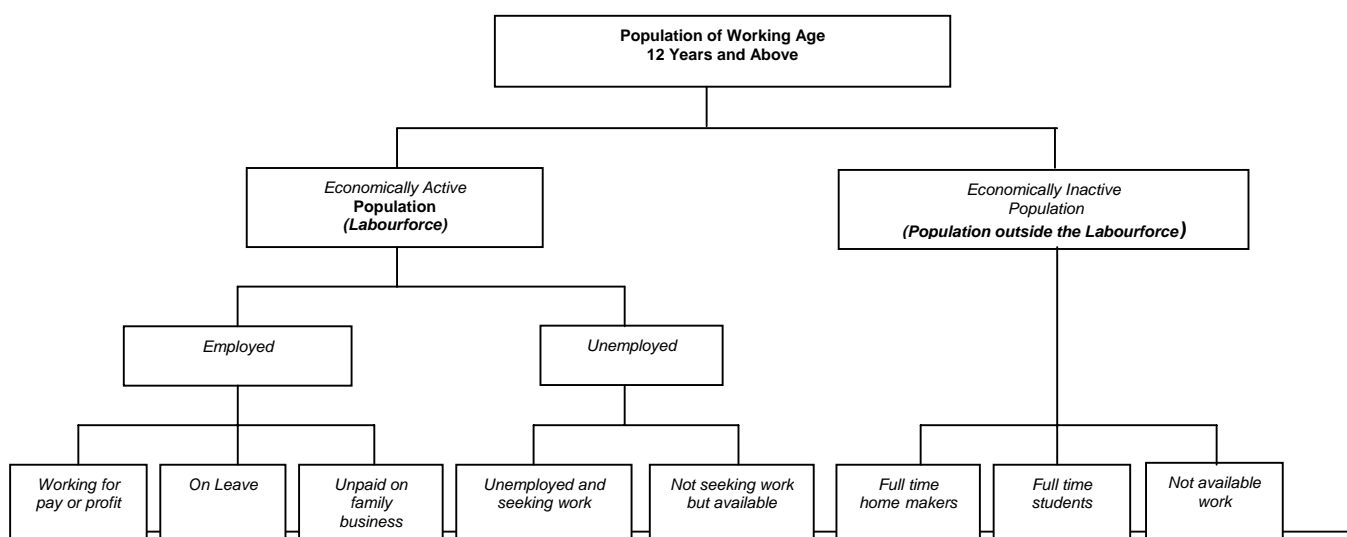 Population of Working Age
12 Years and Above
Economically Active
Population
(Labourforce)
Economically Inactive
Population
(Population outside the Labourforce)
Employed
Unemployed
Working for
pay or profit
On Leave
Unpaid on
family
business
Unemployed and
seeking work
Not seeking work
but available
Full time
home makers
Full time
students
Not available
work